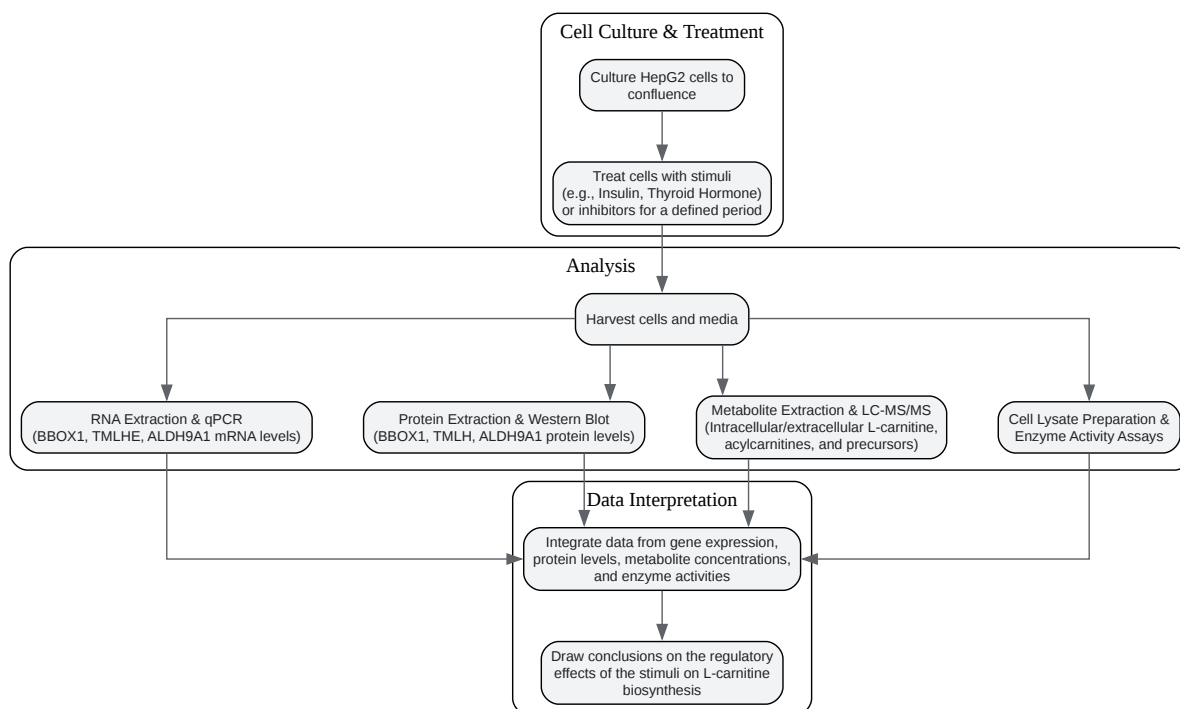 Cell Culture & Treatment
Culture HepG2 cells to
confluence
Treat cells with stimuli
(e.g., Insulin, Thyroid Hormone)
or inhibitors for a defined period
Analysis
Harvest cells and media
RNA Extraction & qPCR
(BBOX1, TMLHE, ALDH9A1 mRNA levels)
Protein Extraction & Western Blot
(BBOX1, TMLH, ALDH9A1 protein levels)
Metabolite Extraction & LC-MS/MS
(Intracellular/extracellular L-carnitine,
acylcarnitines, and precursors)
Cell Lysate Preparation &
Enzyme Activity Assays
Data Interpretation
Integrate data from gene expression,
protein levels, metabolite concentrations,
and enzyme activities
Draw conclusions on the regulatory
effects of the stimuli on L-carnitine
biosynthesis